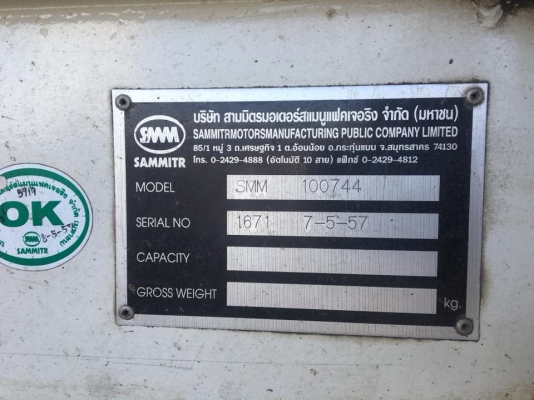 บริษัท สามมิตรมอเตอร์สแมนูแฟคเจอริง จำกัด (มหาชน)
SAMMITRMOTORSMANUFACTURING PUBLIC COMPANY LIMITED
85/1 หมู่ 3 ถ.เศรษฐกิจ 1 ต.อ้อมน้อย อ.กระทุ่มแบน จ.สมุทรสาคร 74130
โทร. 0-2429-4888 (อัตโนมัติ 10 สาย) แฟ็กซ์ 0-2429-4812
SMM
SAMMITR
MODEL SMM 100744
SERIAL NO 1671 7-5-57
CAPACITY
GROSS WEIGHT kg.
OK
SMM
SAMMITR